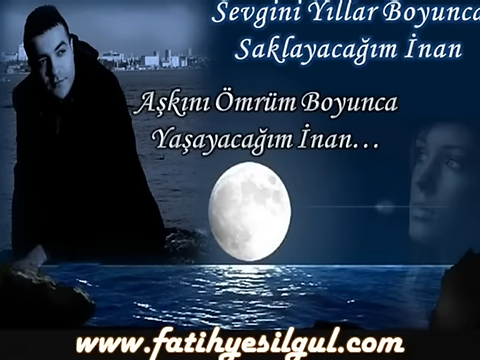 Sevgini Yıllar Boyunca
Saklayacağım İnan
Aşkını Ömrüm Boyunca
Yaşayacağım İnan...
www.fatihyesilgul.com